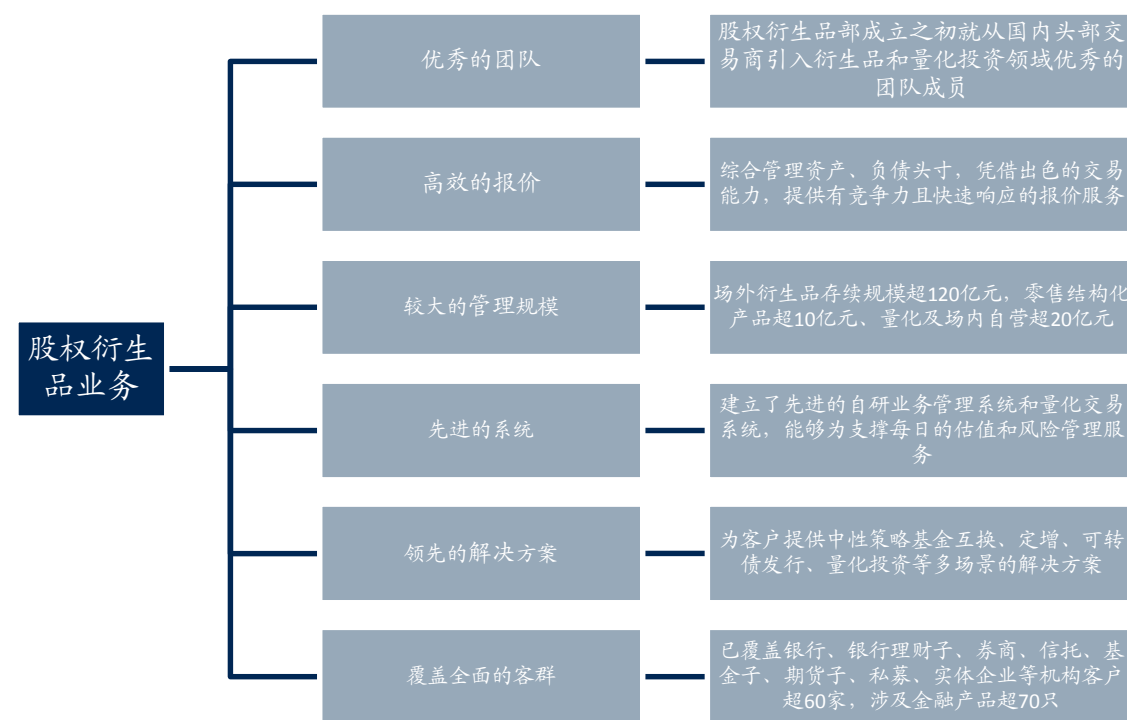 股权衍生
品业务
优秀的团队
股权衍生品部成立之初就从国内头部交
易商引入衍生品和量化投资领域优秀的
团队成员
高效的报价
综合管理资产、负债头寸，凭借出色的交易
能力，提供有竞争力且快速响应的报价服务
较大的管理规模
场外衍生品存续规模超120亿元，零售结构化
产品超10亿元、量化及场内自营超20亿元
先进的系统
建立了先进的自研业务管理系统和量化交易
系统，能够为支撑每日的估值和风险管理服
务
领先的解决方案
为客户提供中性策略基金互换、定增、可转
债发行、量化投资等多场景的解决方案
覆盖全面的客群
已覆盖银行、银行理财子、券商、信托、基
金子、期货子、私募、实体企业等机构客户
超60家，涉及金融产品超70只